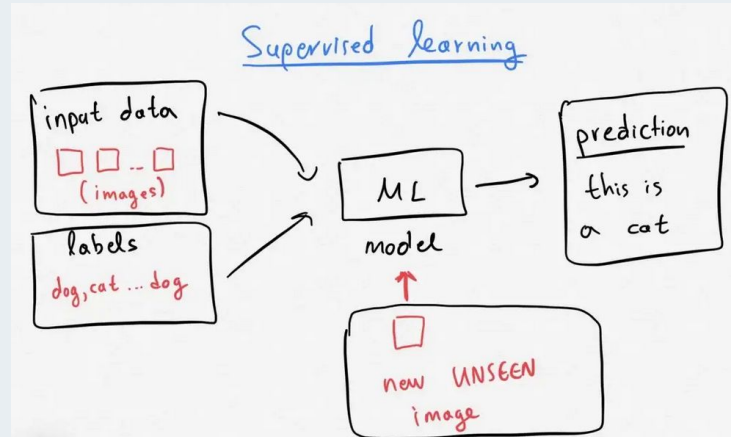 Supervised learning
input data
...
(images)
labels
dog, cat ... dog
ML
model
new UNSEEN
image
prediction
this is
a cat